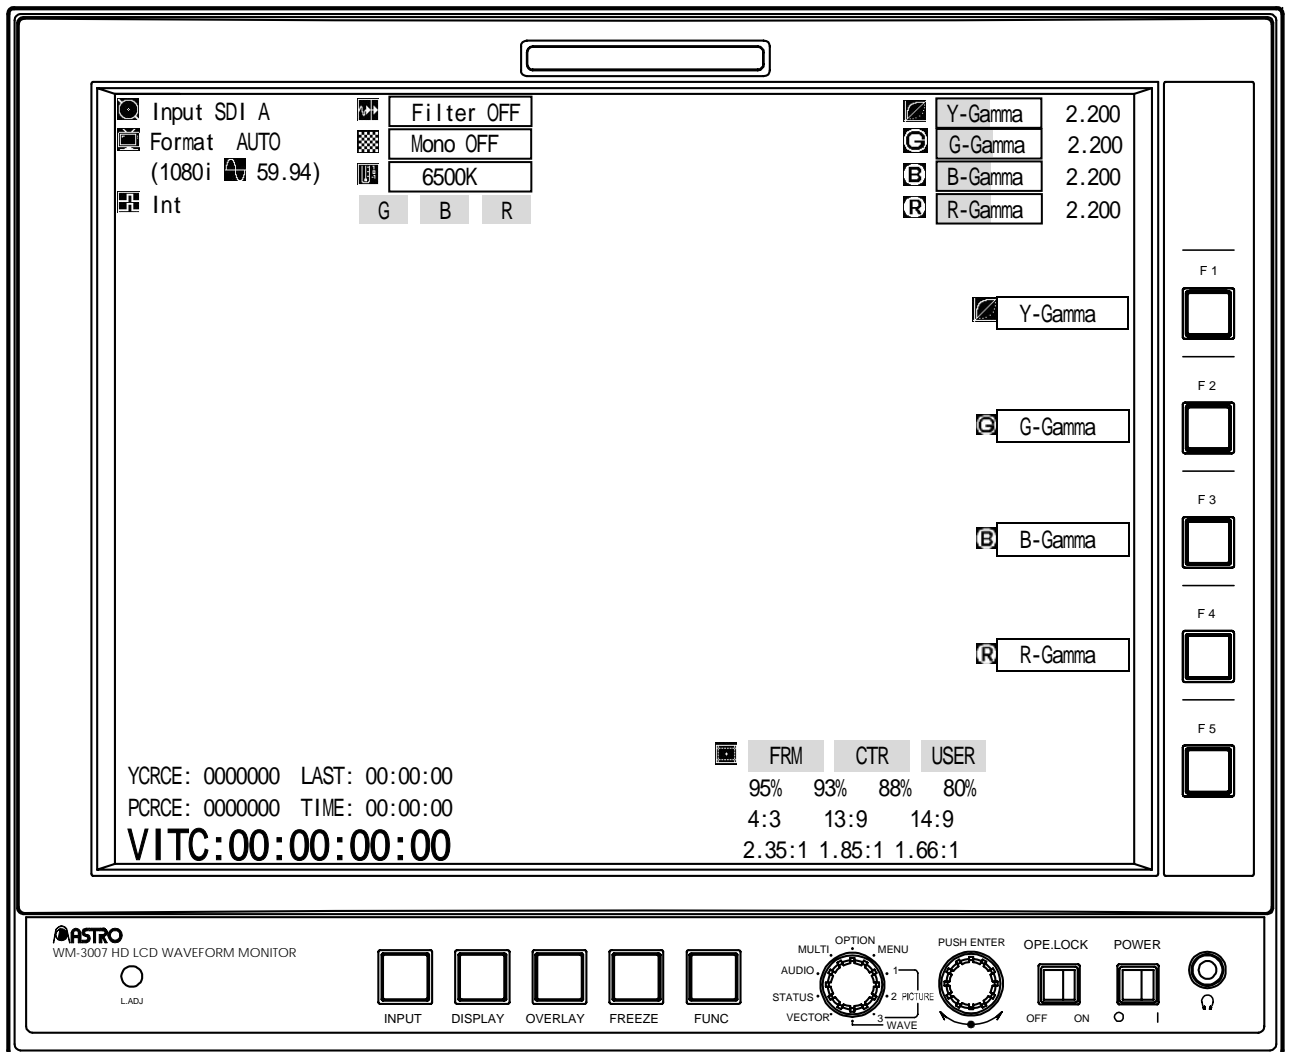 Input SDI A
Format AUTO
(1080i 59.94)
Int
Filter OFF
Mono OFF
6500K
G B R
Y-Gamma 2.200
G G-Gamma 2.200
B B-Gamma 2.200
R R-Gamma 2.200
Y-Gamma
G G-Gamma
B B-Gamma
R R-Gamma
F1
F2
F3
F4
F5
YCRCE: 0000000 LAST: 00:00:00
PCRCE: 0000000 TIME: 00:00:00
VITC:00:00:00:00
FRM CTR USER
95% 93% 88% 80%
4:3 13:9 14:9
2.35:1 1.85:1 1.66:1
ASTRO
WM-3007 HD LCD WAVEFORM MONITOR
L.ADJ
INPUT DISPLAY OVERLAY FREEZE FUNC
OPTION
MULTI MENU
AUDIO 1
STATUS 2 PICTURE
VECTOR 3
WAVE
PUSH ENTER
OPE.LOCK
OFF ON
POWER
O I